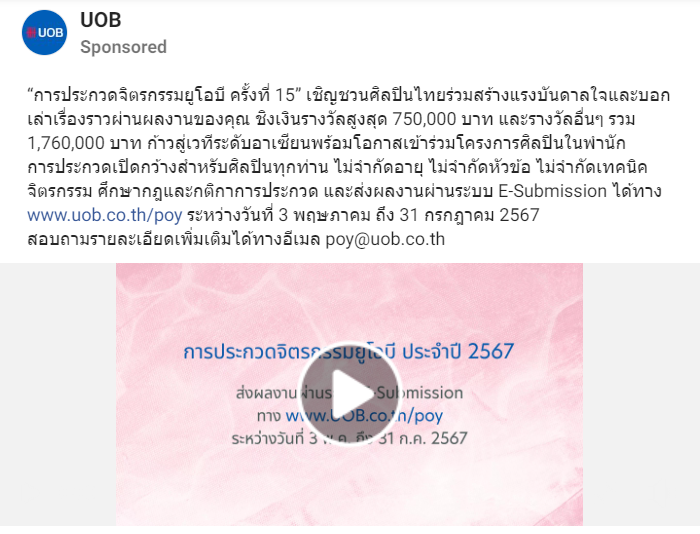 UOB
UOB
Sponsored
“การประกวดจิตรกรรมยูโอบี ครั้งที่ 15” เชิญชวนศิลปินไทยร่วมสร้างแรงบันดาลใจและบอก
เล่าเรื่องราวผ่านผลงานของคุณ ชิงเงินรางวัลสูงสุด 750,000 บาท และรางวัลอื่นๆ รวม
1,760,000 บาท ก้าวสู่เวทีระดับอาเซียนพร้อมโอกาสเข้าร่วมโครงการศิลปินในพำนัก
การประกวดเปิดกว้างสำหรับศิลปินทุกท่าน ไม่จำกัดอายุ ไม่จำกัดหัวข้อ ไม่จำกัดเทคนิค
จิตรกรรม ศึกษากฎและกติกาการประกวด และส่งผลงานผ่านระบบ E-Submission ได้ทาง
www.uob.co.th/poy ระหว่างวันที่ 3 พฤษภาคม ถึง 31 กรกฎาคม 2567
สอบถามรายละเอียดเพิ่มเติมได้ทางอีเมล poy@uob.co.th
การประกวดจิตรกรรมยูโอบี ประจำปี 2567
ส่งผลงานผ่าน Submission
ทาง www.UOB.co.th/poy
ระหว่างวันที่ 3 พ.ค. ถึง 31 ก.ค. 2567